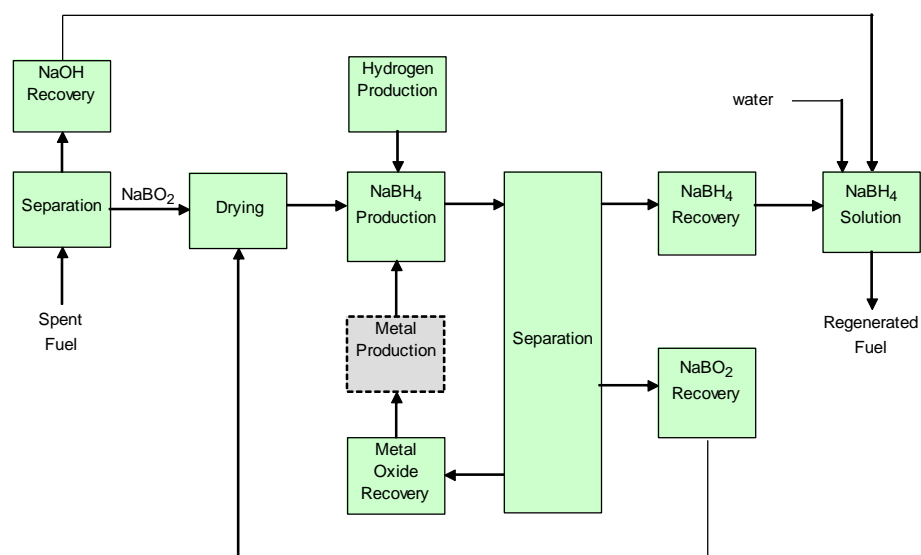 NaOH
Recovery
Hydrogen
Production
water
Separation
NaBO2
Drying
NaBH4
Production
NaBH4
Recovery
NaBH4
Solution
Spent
Fuel
Metal
Production
Separation
NaBO2
Recovery
Regenerated
Fuel
Metal
Oxide
Recovery